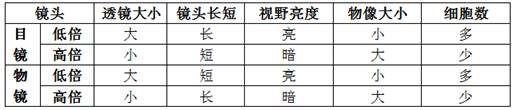 镜头 透镜大小 镜头长短 视野亮度 物像大小 细胞数
目镜 低倍 大 长 亮 小 多
高倍 小 短 暗 大 少
物镜 低倍 大 短 亮 小 多
高倍 小 长 暗 大 少